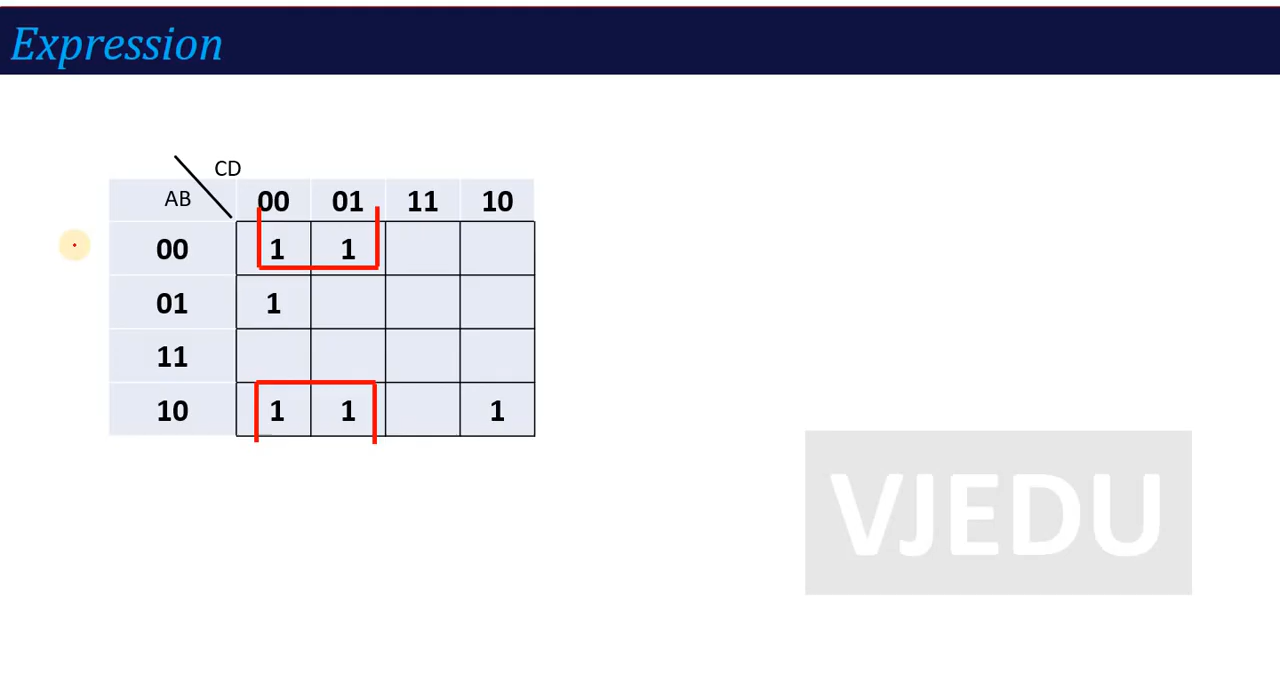 Expression
CD
AB 00 01 11 10
00 1 1
01 1
11
10 1 1 1
VJEDU